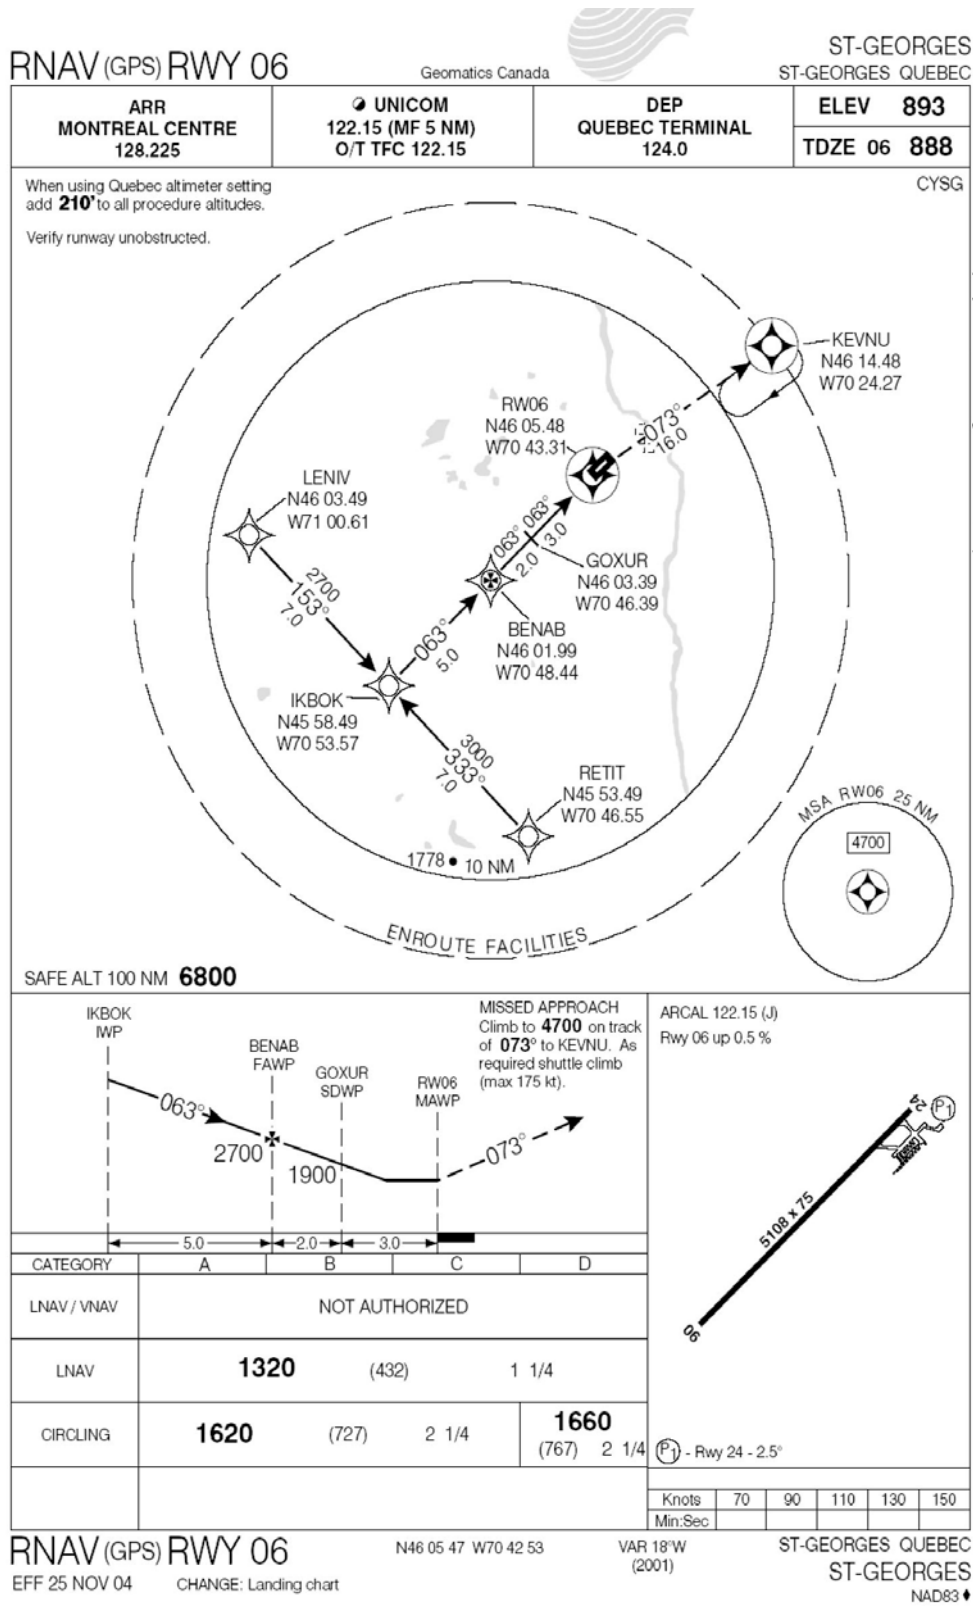 RNAV (GPS) RWY 06
Geomatics Canada
ST-GEORGES
ST-GEORGES QUEBEC
ARR
MONTREAL CENTRE
128.225
UNICOM
122.15 (MF 5 NM)
O/T TFC 122.15
DEP
QUEBEC TERMINAL
124.0
ELEV 893
TDZE 06 888
When using Quebec altimeter setting
add 210' to all procedure altitudes.
Verify runway unobstructed.
CYSG
KEVNU
N46 14.48
W70 24.27
RW06
N46 05.48
W70 43.31
073°
16.0
LENIV
N46 03.49
W71 00.61
063° 063°
2.0 3.0
GOXUR
N46 03.39
W70 46.39
2700
153°
7.0
063°
5.0
BENAB
N46 01.99
W70 48.44
IKBOK
N45 58.49
W70 53.57
3000
333°
7.0
RETIT
N45 53.49
W70 46.55
1778
10 NM
MSA RW06 25 NM
4700
ENROUTE FACILITIES
SAFE ALT 100 NM 6800
IKBOK
IWP
BENAB
FAWP
GOXUR
SDWP
RW06
MAWP
MISSED APPROACH
Climb to 4700 on track
of 073° to KEVNU. As
required shuttle climb
(max 175 kt).
063°
2700
1900
073°
5.0 2.0 3.0
ARCAL 122.15 (J)
Rwy 06 up 0.5 %
24
P1
5108 x 75
06
P1 - Rwy 24 - 2.5°
CATEGORY A B C D
LNAV / VNAV NOT AUTHORIZED
LNAV 1320 (432) 1 1/4
CIRCLING 1620 (727) 2 1/4
1660
(767) 2 1/4
Knots 70 90 110 130 150
Min:Sec
RNAV (GPS) RWY 06
N46 05 47 W70 42 53
VAR 18°W
(2001)
ST-GEORGES QUEBEC
ST-GEORGES
EFF 25 NOV 04
CHANGE: Landing chart
NAD83